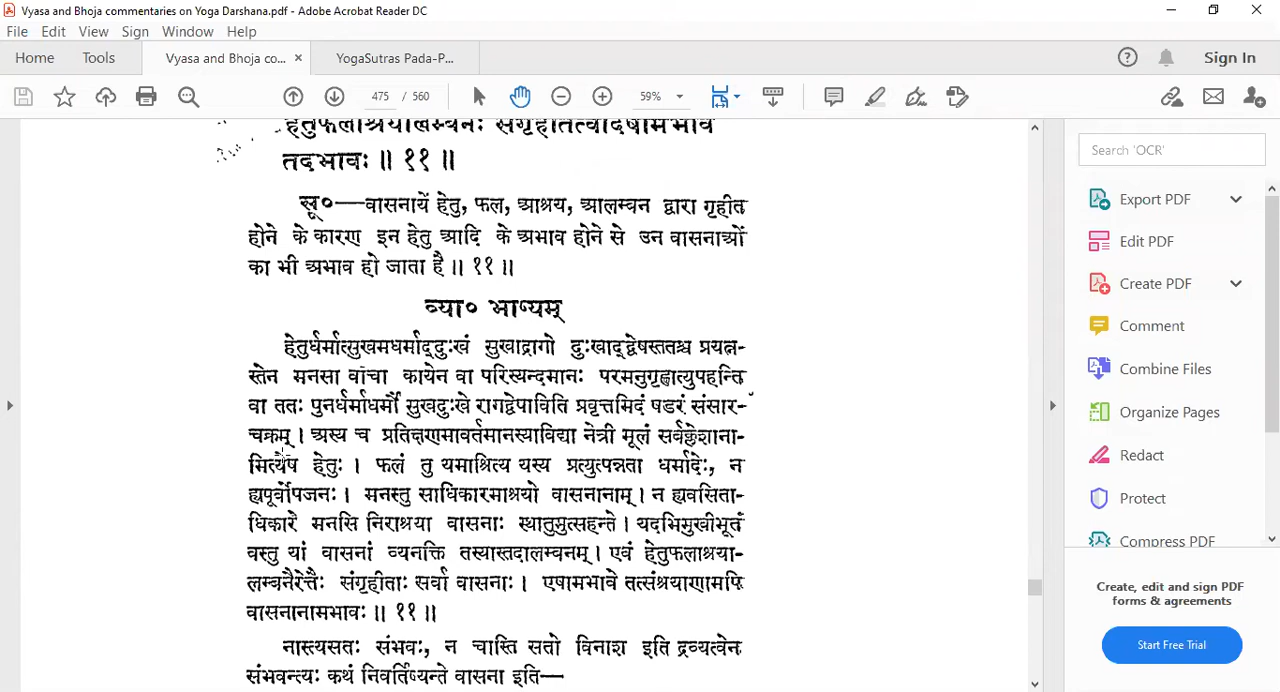 Vyasa and Bhoja commentaries on Yoga Darshana.pdf - Adobe Acrobat Reader DC
File Edit View Sign Window Help
Home Tools Vyasa and Bhoja co... × YogaSutras Pada-P... Sign In
475 / 560 59%
हेतुफलाश्रयालम्बनैः संगृहीतत्वादेषामभावे
तदभावः ॥ ११ ॥
सू०—वासनायें हेतु, फल, आश्रय, आलम्बन द्वारा गृहीत
होने के कारण इन हेतु आदि के अभाव होने से उन वासनाओं
का भी अभाव हो जाता है ॥ ११ ॥
व्या० भाष्यम्
हेतुर्धर्मात्सुखमधर्माद्दुःखं सुखाद्रागो दुःखाद्द्वेषस्ततश्च प्रयत्न-
स्तेन मनसा वाचा कायेन वा परिस्पन्दमानः परमनुगृह्णात्युपहन्ति
वा ततः पुनर्धर्माधर्मौ सुखदुःखे रागद्वेषाविति प्रवृत्तमिदं षडरं संसार-
चक्रम् । अस्य च प्रतिक्षणमावर्तमानस्याविद्या नेत्री मूलं सर्वक्लेशाना-
मित्येष हेतुः । फलं तु यमाश्रित्य यस्य प्रत्युत्पन्नता धर्मादेः, न
ह्यपूर्वोपजनः । मनस्तु साधिकारमाश्रयो वासनानाम् । न ह्यवसिता-
धिकारे मनसि निराश्रया वासनाः स्थातुमुत्सहन्ते । यदभिमुखीभूतं
वस्तु यां वासनां व्यनक्ति तस्यास्तदालम्बनम् । एवं हेतुफलाश्रया-
लम्बनैरेतैः संगृहीताः सर्वा वासनाः । एषामभावे तत्संश्रयाणामपि
वासनानामभावः ॥ ११ ॥
नास्त्यसतः संभवः, न चास्ति सतो विनाश इति द्रव्यत्वेन
संभवन्त्यः कथं निवर्तिष्यन्ते वासना इति—
Search 'OCR'
Export PDF
Edit PDF
Create PDF
Comment
Combine Files
Organize Pages
Redact
Protect
Compress PDF
Create, edit and sign PDF
forms & agreements
Start Free Trial